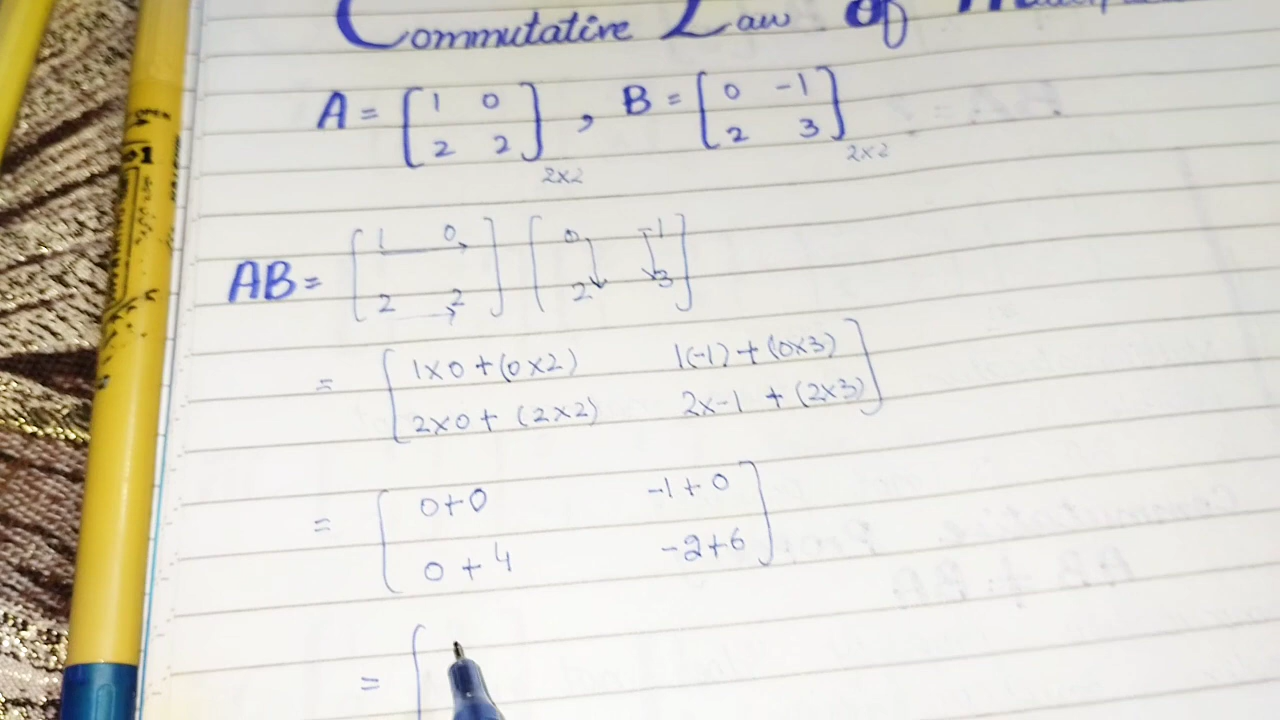 Commutative Law of
A = [ 1 0 , B = [ 0 -1
2 2 ] 2x2 2 3 ] 2x2
AB = [ 1 0 ] [ 0 -1 ]
2 2 2 3
= [ 1x0+(0x2) 1(-1)+(0x3) ]
2x0+(2x2) 2x-1+(2x3)
= [ 0+0 -1+0 ]
0+4 -2+6
= [